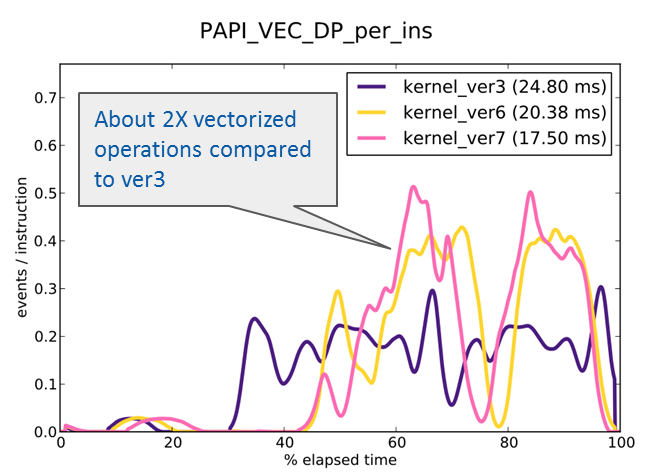 PAPI_VEC_DP_per_ins
kernel_ver3 (24.80 ms)
kernel_ver6 (20.38 ms)
kernel_ver7 (17.50 ms)
About 2X vectorized
operations compared
to ver3
events / instruction
0.7
0.6
0.5
0.4
0.3
0.2
0.1
0.0
0
20
40
60
80
100
% elapsed time